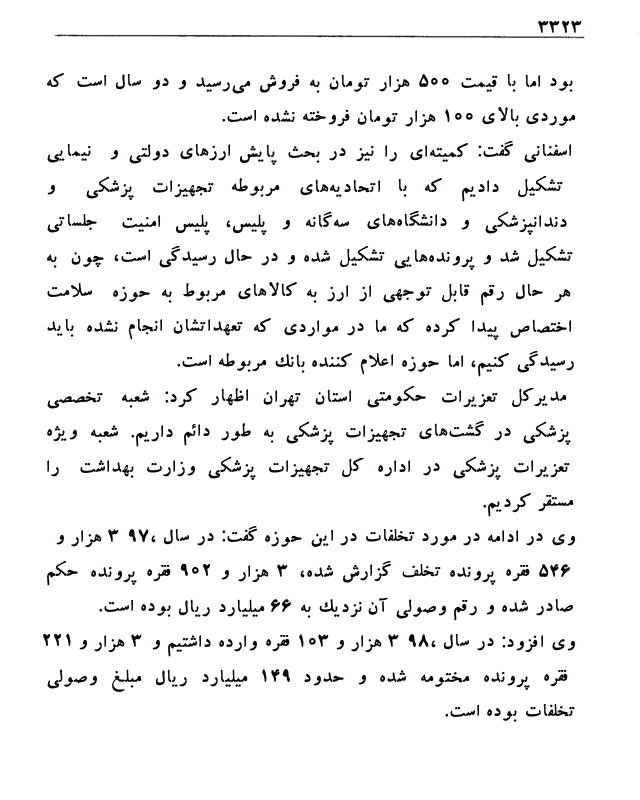 ۳۳۲۳
بود اما با قیمت ۵۰۰ هزار تومان به فروش می‌رسید و دو سال است که
موردی بالای ۱۰۰ هزار تومان فروخته نشده است.
اسفنانی گفت: کمیته‌ای را نیز در بحث پایش ارزهای دولتی و نیمایی
تشکیل دادیم که با اتحادیه‌های مربوطه تجهیزات پزشکی و
دندانپزشکی و دانشگاه‌های سه‌گانه و پلیس، پلیس امنیت جلساتی
تشکیل شد و پرونده‌هایی تشکیل شده و در حال رسیدگی است، چون به
هر حال رقم قابل توجهی از ارز به کالاهای مربوط به حوزه سلامت
اختصاص پیدا کرده که ما در مواردی که تعهداتشان انجام نشده باید
رسیدگی کنیم، اما حوزه اعلام کننده بانك مربوطه است.
مدیرکل تعزیرات حکومتی استان تهران اظهار کرد: شعبه تخصصی
پزشکی در گشت‌های تجهیزات پزشکی به طور دائم داریم. شعبه ویژه
تعزیرات پزشکی در اداره کل تجهیزات پزشکی وزارت بهداشت را
مستقر کردیم.
وی در ادامه در مورد تخلفات در این حوزه گفت: در سال ،۹۷ ۳ هزار و
۵۴۶ فقره پرونده تخلف گزارش شده، ۳ هزار و ۹۰۲ فقره پرونده حکم
صادر شده و رقم وصولی آن نزدیك به ۶۶ میلیارد ریال بوده است.
وی افزود: در سال ،۹۸ ۳ هزار و ۱۰۳ فقره وارده داشتیم و ۳ هزار و ۲۲۱
فقره پرونده مختومه شده و حدود ۱۴۹ میلیارد ریال مبلغ وصولی
تخلفات بوده است.